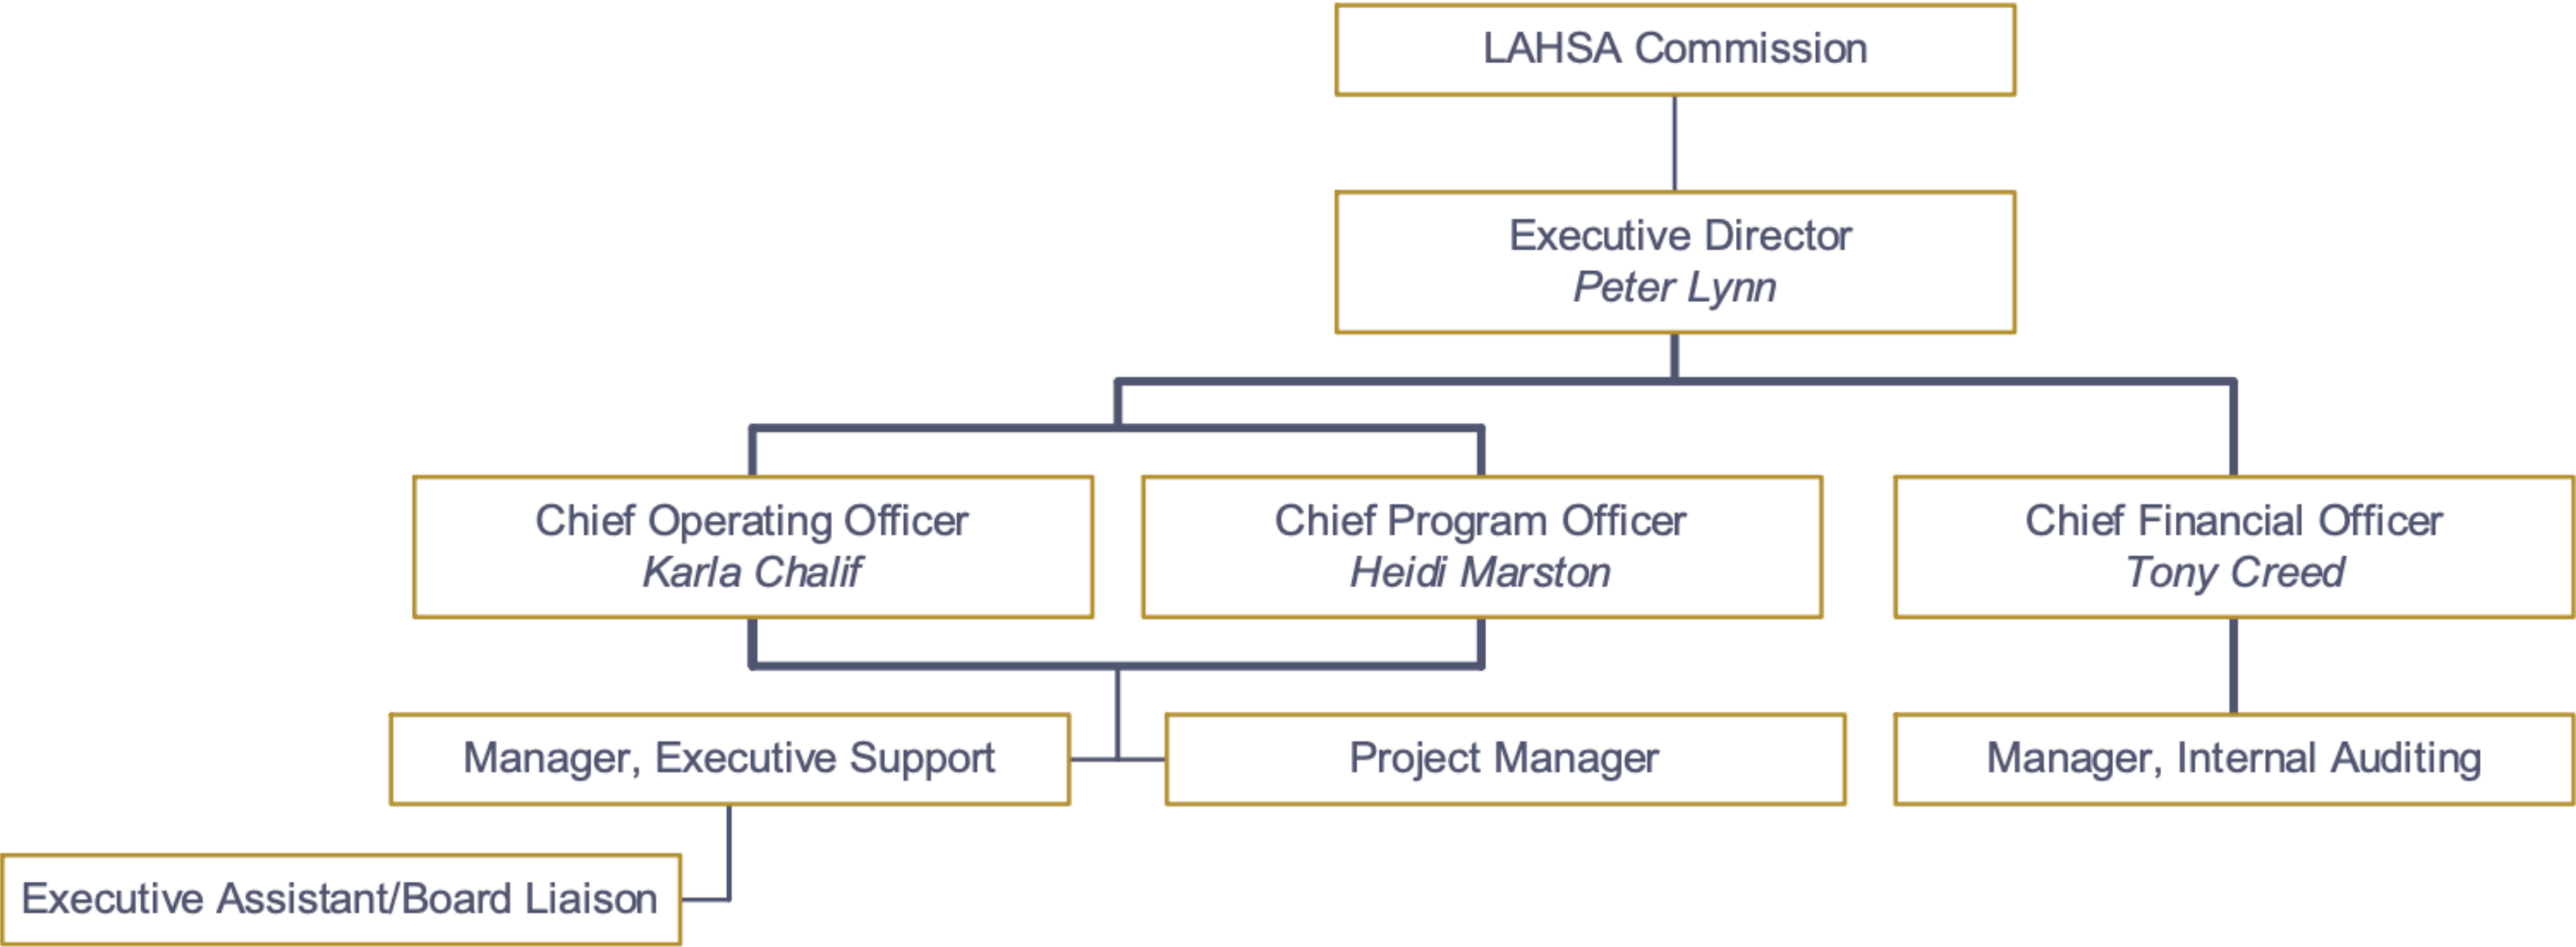 LAHSA Commission
Executive Director
Peter Lynn
Chief Operating Officer
Karla Chalif
Chief Program Officer
Heidi Marston
Chief Financial Officer
Tony Creed
Manager, Executive Support
Project Manager
Manager, Internal Auditing
Executive Assistant/Board Liaison